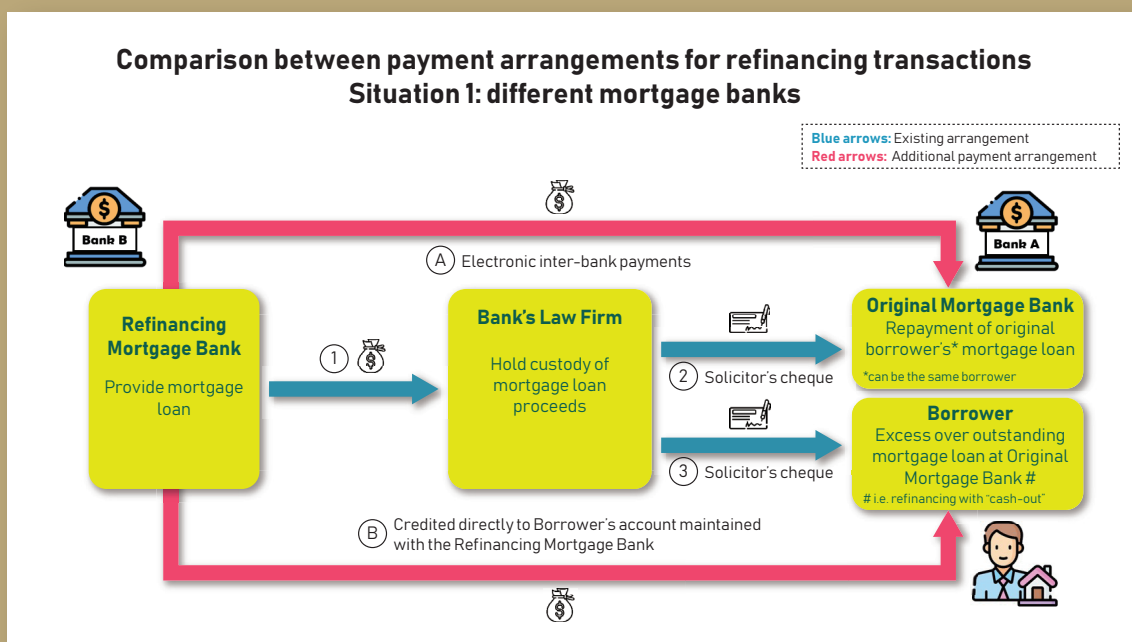 Comparison between payment arrangements for refinancing transactions
Situation 1: different mortgage banks
Blue arrows: Existing arrangement
Red arrows: Additional payment arrangement
$
$
Bank B
$
Bank A
A Electronic inter-bank payments
Refinancing
Mortgage Bank
Provide mortgage
loan
1 $
Bank's Law Firm
Hold custody of
mortgage loan
proceeds
2 Solicitor's cheque
3 Solicitor's cheque
Original Mortgage Bank
Repayment of original
borrower's* mortgage loan
*can be the same borrower
Borrower
Excess over outstanding
mortgage loan at Original
Mortgage Bank #
# i.e. refinancing with "cash-out"
B Credited directly to Borrower's account maintained
with the Refinancing Mortgage Bank
$